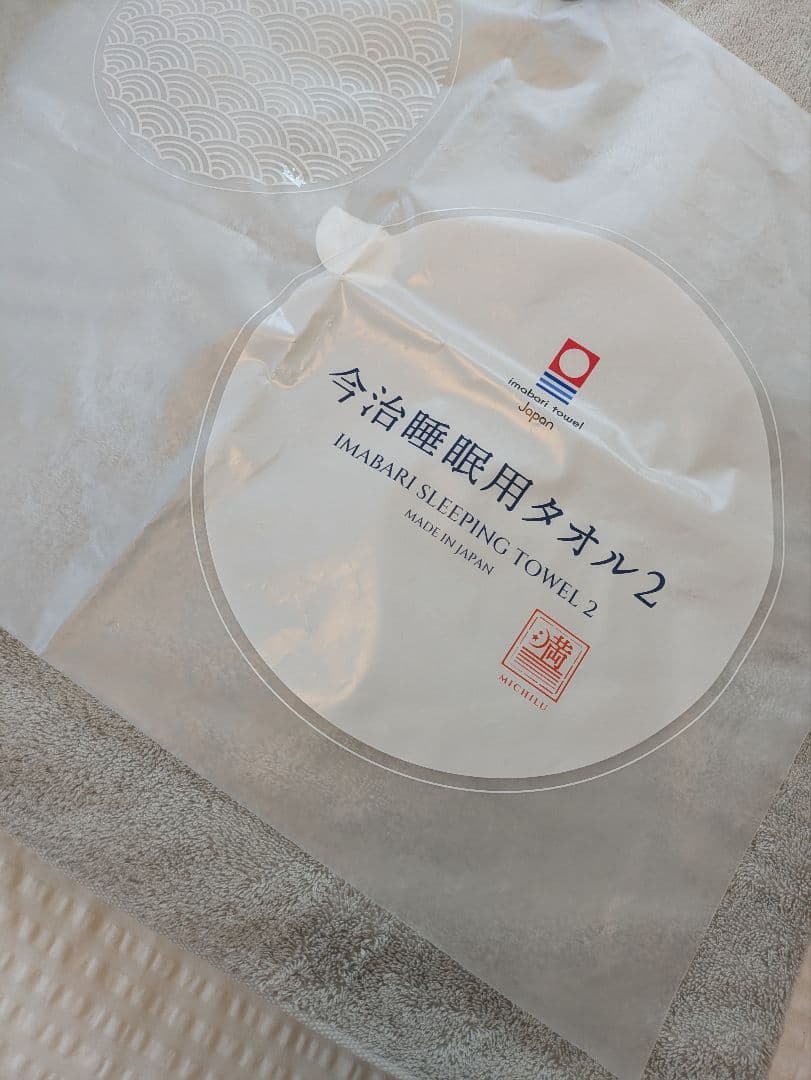 imabari towel
Japan
今治睡眠用タオル2
IMABARI SLEEPING TOWEL 2
MADE IN JAPAN
満
MICHILU